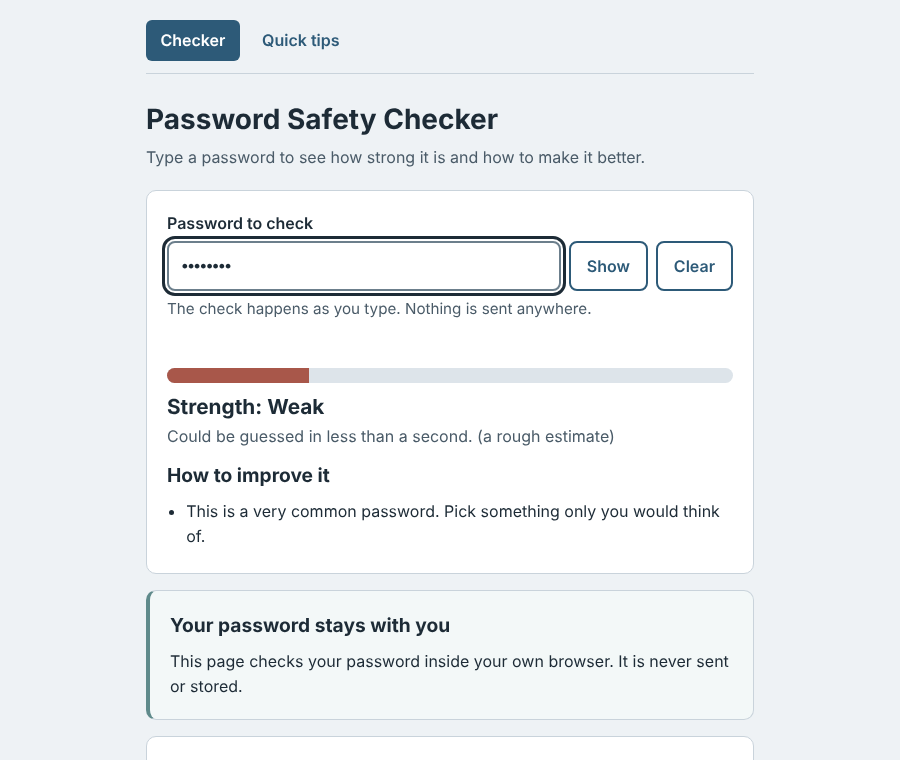 Checker
Quick tips
Password Safety Checker
Type a password to see how strong it is and how to make it better.
Password to check
••••••••
Show
Clear
The check happens as you type. Nothing is sent anywhere.
Strength: Weak
Could be guessed in less than a second. (a rough estimate)
How to improve it
• This is a very common password. Pick something only you would think
of.
Your password stays with you
This page checks your password inside your own browser. It is never sent
or stored.